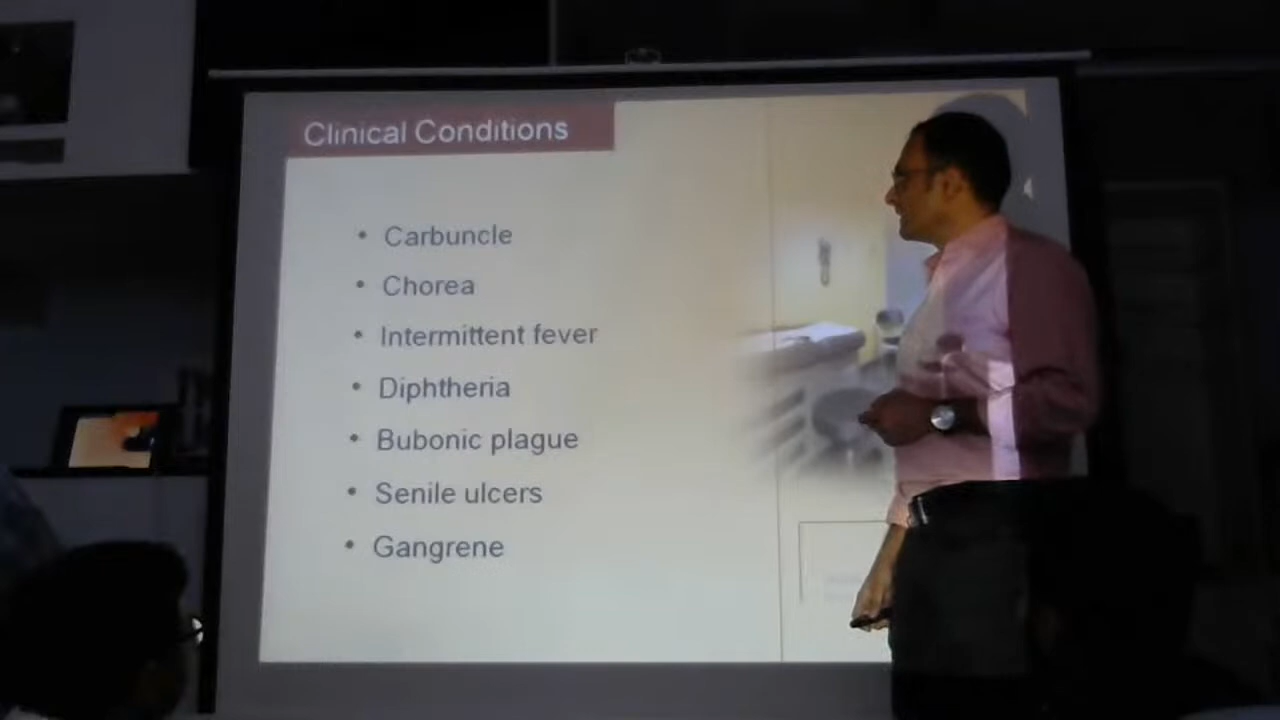 Clinical Conditions
• Carbuncle
• Chorea
• Intermittent fever
• Diphtheria
• Bubonic plague
• Senile ulcers
• Gangrene